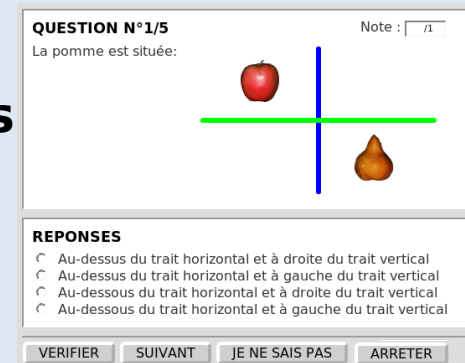 QUESTION N°1/5
Note : /1
La pomme est située:
s
REPONSES
Au-dessus du trait horizontal et à droite du trait vertical
Au-dessus du trait horizontal et à gauche du trait vertical
Au-dessous du trait horizontal et à droite du trait vertical
Au-dessous du trait horizontal et à gauche du trait vertical
VERIFIER
SUIVANT
JE NE SAIS PAS
ARRETER